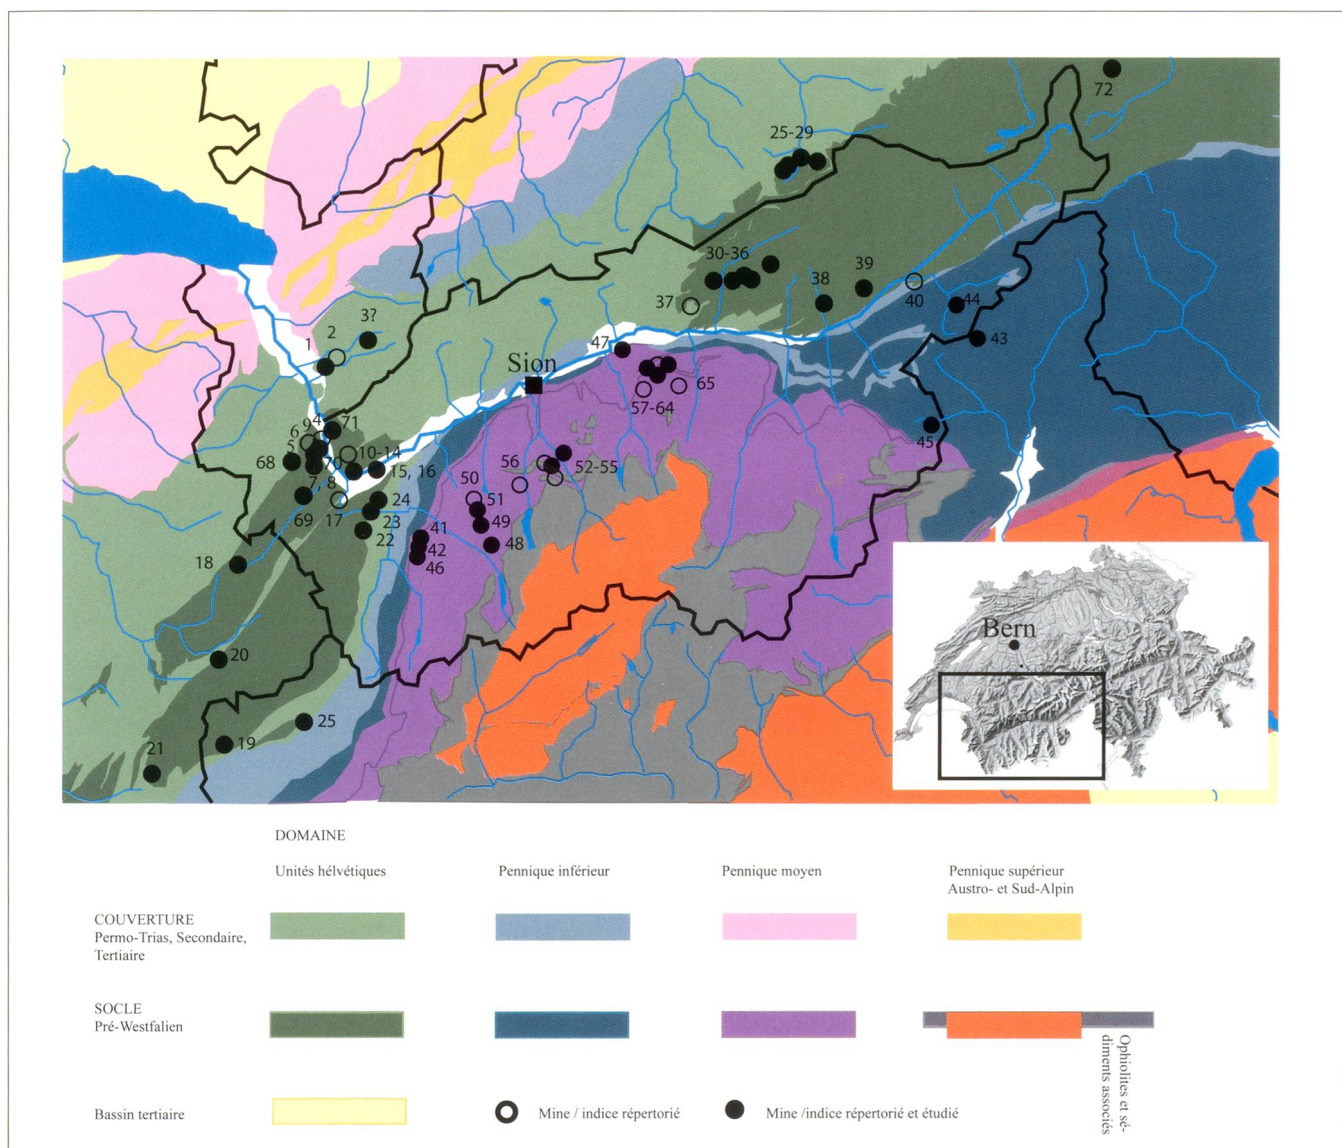 72
25-29
30-36
39
38
37
40
44
43
3?
2
1
47
Sion
65
57-64
45
4
9
6
5
71
10-14
68
70
15, 16
7, 8
56
52-55
50
51
24
69
17
23
49
22
41
48
42
46
18
Bern
20
25
19
21
DOMAINE
Unités hélvétiques
Pennique inférieur
Pennique moyen
Pennique supérieur
Austro- et Sud-Alpin
COUVERTURE
Permo-Trias, Secondaire,
Tertiaire
SOCLE
Pré-Westfalien
Ophiolites et sé-
diments associés
Bassin tertiaire
Mine / indice répertorié
Mine /indice répertorié et étudié